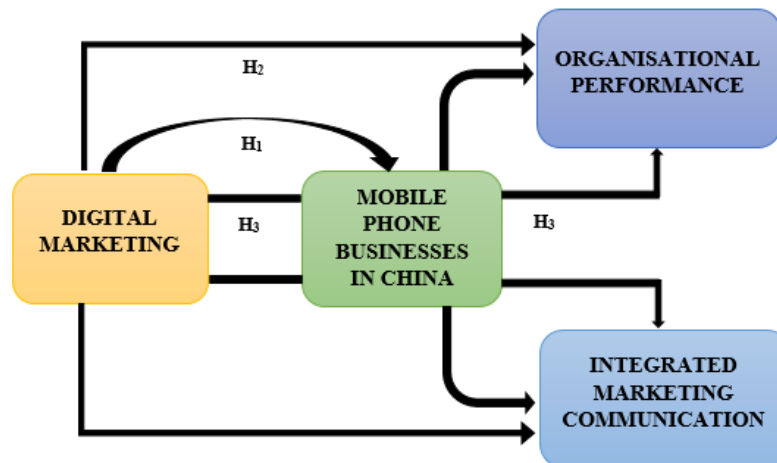 ORGANISATIONAL
PERFORMANCE
H₂
H₁
DIGITAL
MARKETING
H₃
MOBILE
PHONE
BUSINESSES
IN CHINA
H₃
INTEGRATED
MARKETING
COMMUNICATION